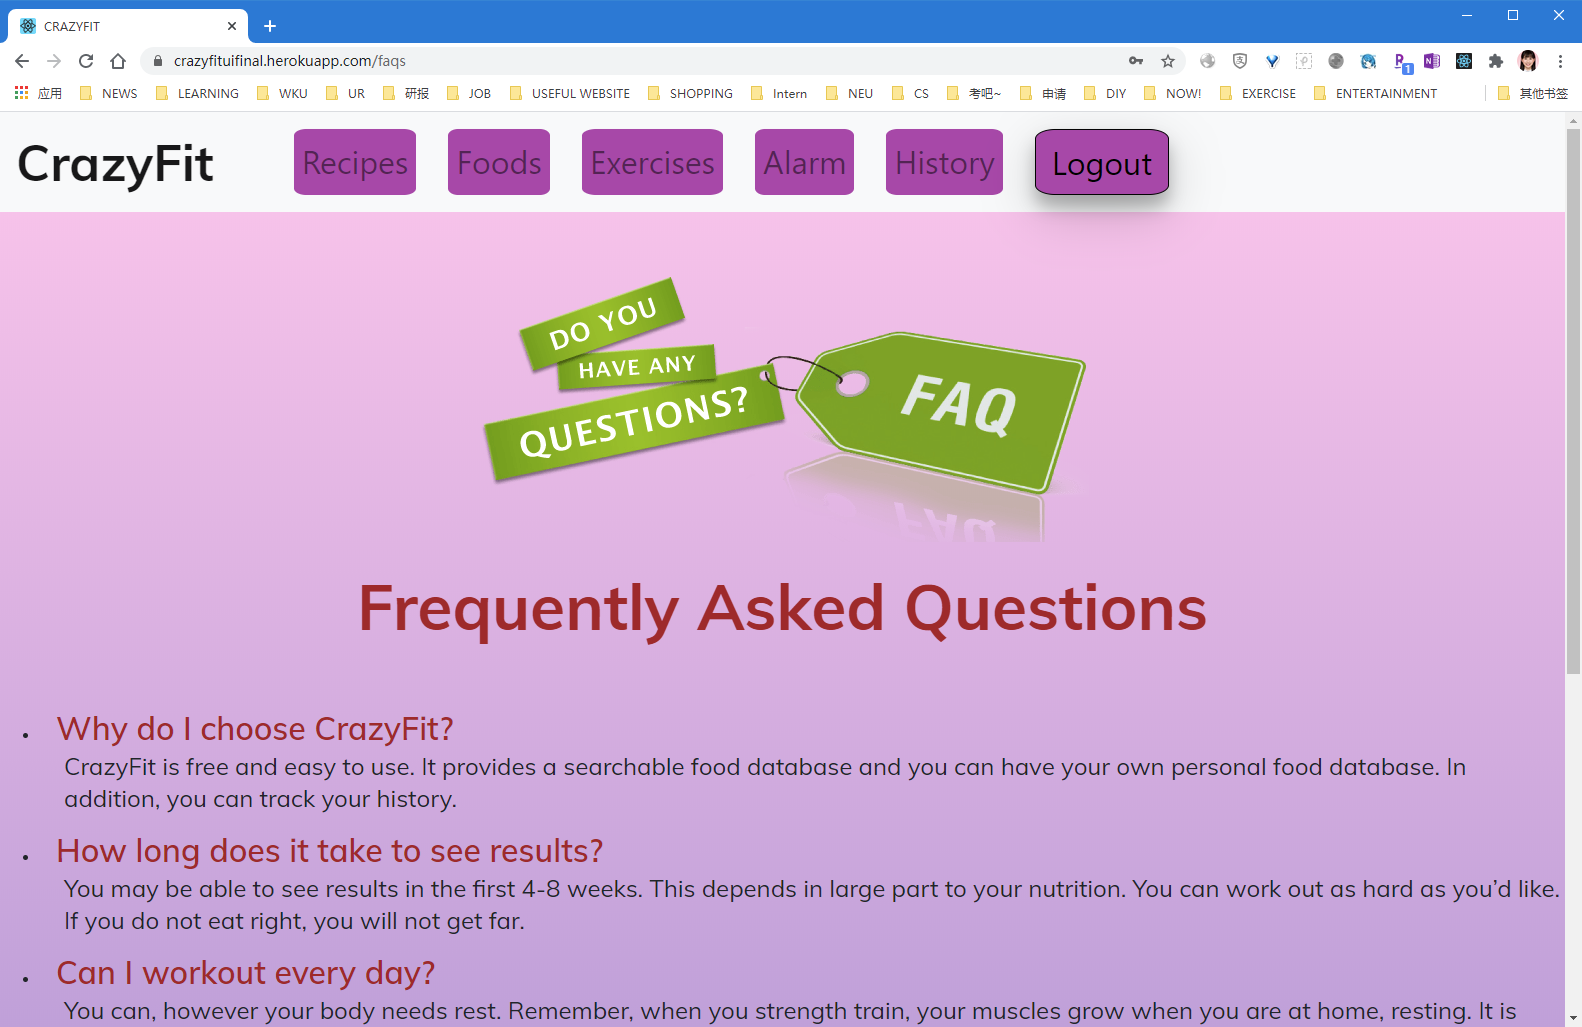 CRAZYFIT
crazyfituifinal.herokuapp.com/faqs
应用 NEWS LEARNING WKU UR 研报 JOB USEFUL WEBSITE SHOPPING Intern NEU CS 考吧~ 申请 DIY NOW! EXERCISE ENTERTAINMENT 其他书签
CrazyFit Recipes Foods Exercises Alarm History Logout
DO YOU
HAVE ANY
QUESTIONS?
FAQ
Frequently Asked Questions
Why do I choose CrazyFit?
CrazyFit is free and easy to use. It provides a searchable food database and you can have your own personal food database. In
addition, you can track your history.
How long does it take to see results?
You may be able to see results in the first 4-8 weeks. This depends in large part to your nutrition. You can work out as hard as you’d like.
If you do not eat right, you will not get far.
Can I workout every day?
You can, however your body needs rest. Remember, when you strength train, your muscles grow when you are at home, resting. It is